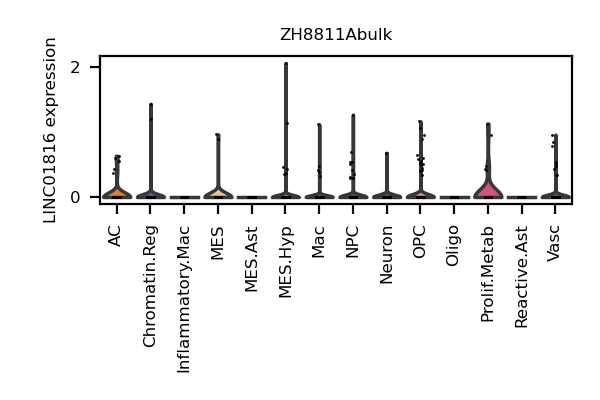 ZH8811Abulk
LINC01816 expression
2
0
AC
Chromatin.Reg
Inflammatory.Mac
MES
MES.Ast
MES.Hyp
Mac
NPC
Neuron
OPC
Oligo
Prolif.Metab
Reactive.Ast
Vasc